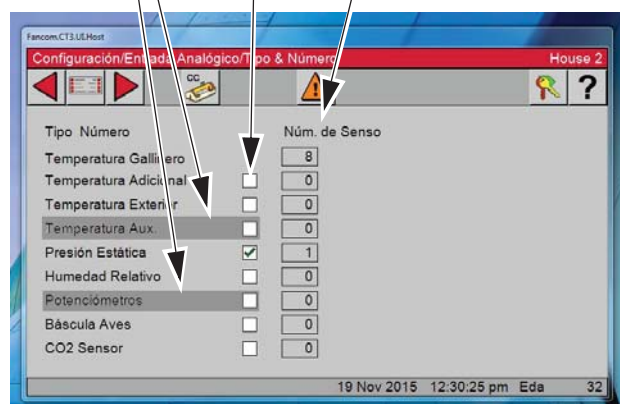 Fancom.CT3.UI.Host
Configuración/Entrada Analógico/Tipo & Número House 2
CC ?
Tipo Número Núm. de Senso
Temperatura Gallinero 8
Temperatura Adicional 0
Temperatura Exterior 0
Temperatura Aux. 0
Presión Estática 1
Humedad Relativo 0
Potenciómetros 0
Báscula Aves 0
CO2 Sensor 0
19 Nov 2015 12:30:25 pm Eda 32